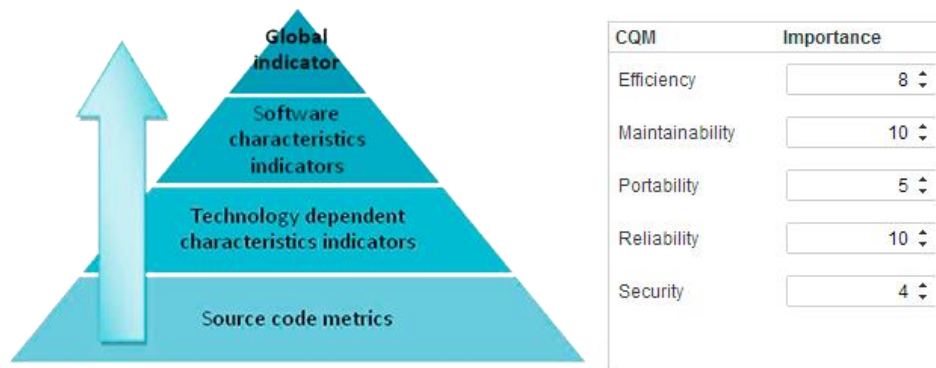 Global
indicator
Software
characteristics
indicators
Technology dependent
characteristics indicators
Source code metrics
CQM Importance
Efficiency 8
Maintainability 10
Portability 5
Reliability 10
Security 4